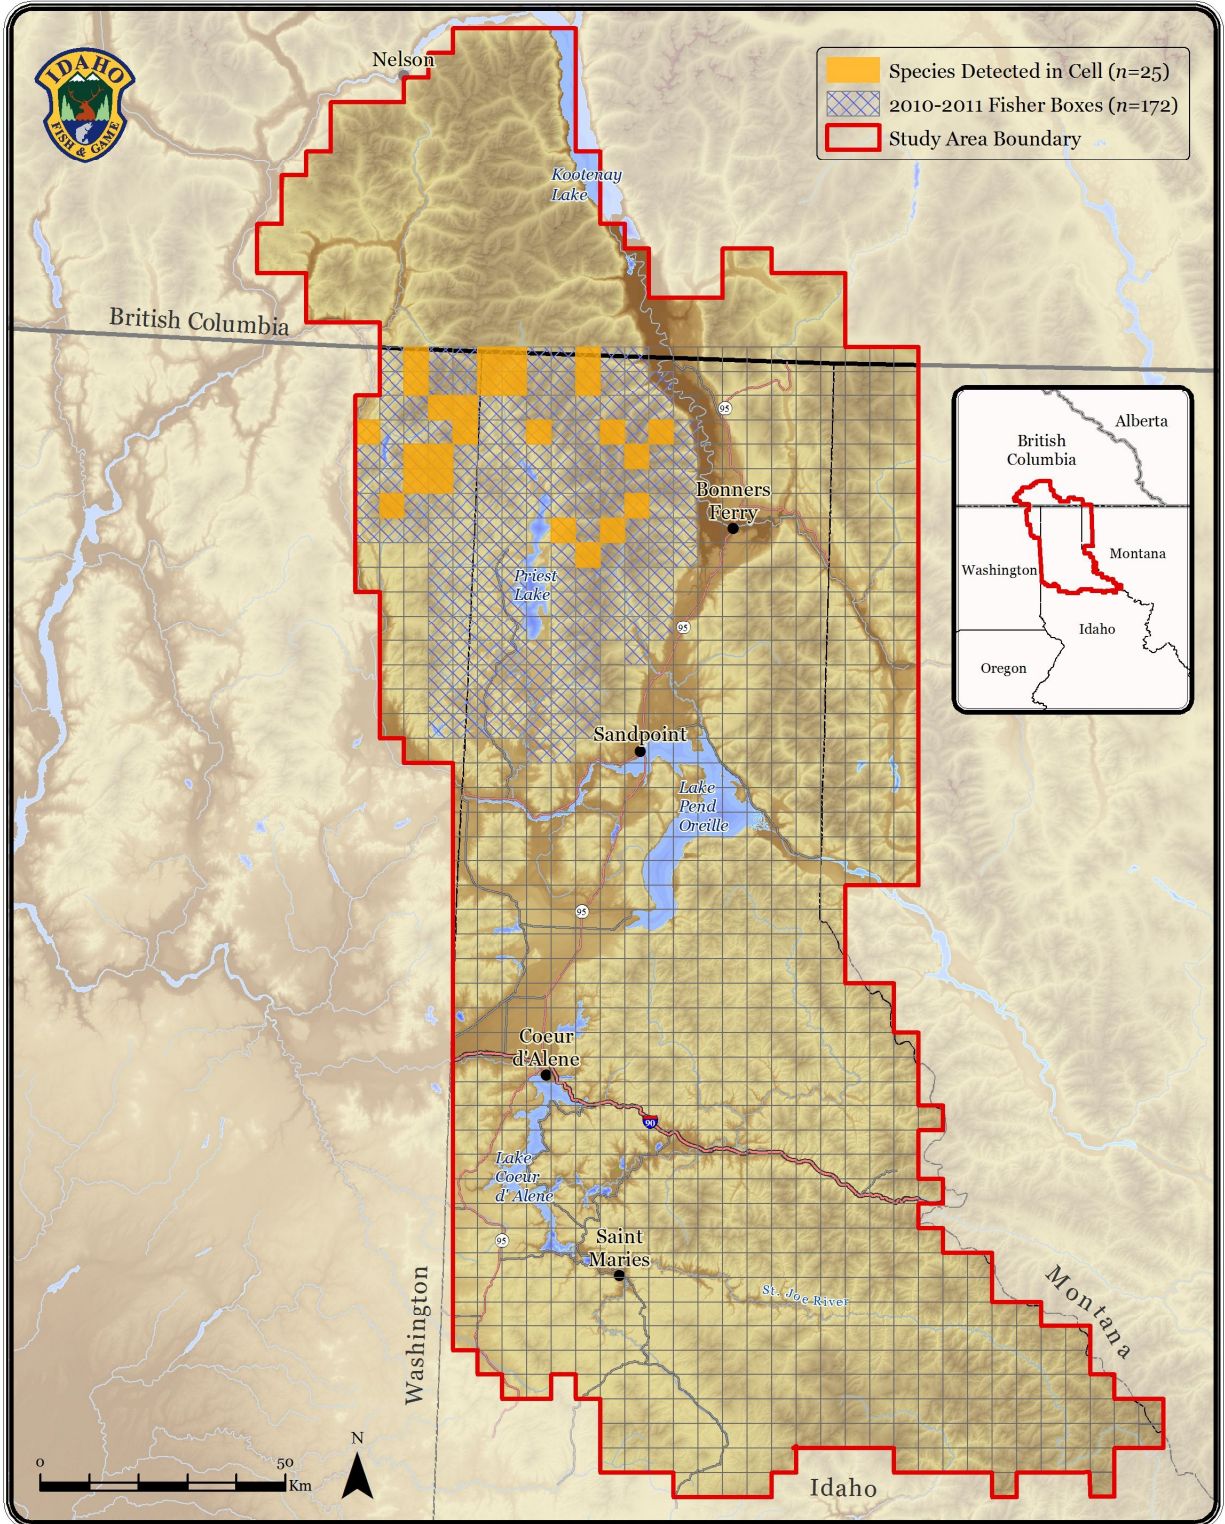 IDAHO
FISH & GAME
Nelson
Species Detected in Cell (n=25)
2010-2011 Fisher Boxes (n=172)
Study Area Boundary
Kootenay
Lake
British Columbia
95
Alberta
British
Columbia
Washington
Montana
Idaho
Oregon
Bonners
Ferry
Priest
Lake
95
Sandpoint
Lake
Pend
Oreille
95
Coeur
d'Alene
90
Lake
Coeur
d' Alene
95
Saint
Maries
St. Joe River
Montana
Washington
Idaho
0 50
Km
N